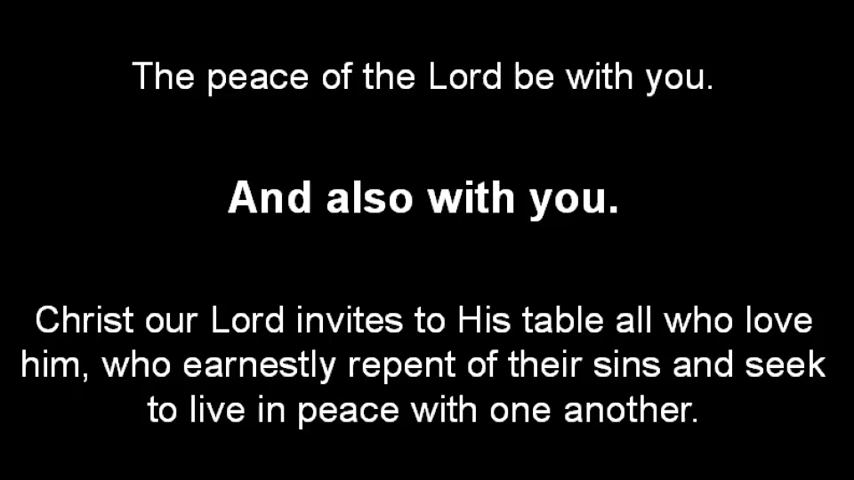 The peace of the Lord be with you.
And also with you.
Christ our Lord invites to His table all who love
him, who earnestly repent of their sins and seek
to live in peace with one another.